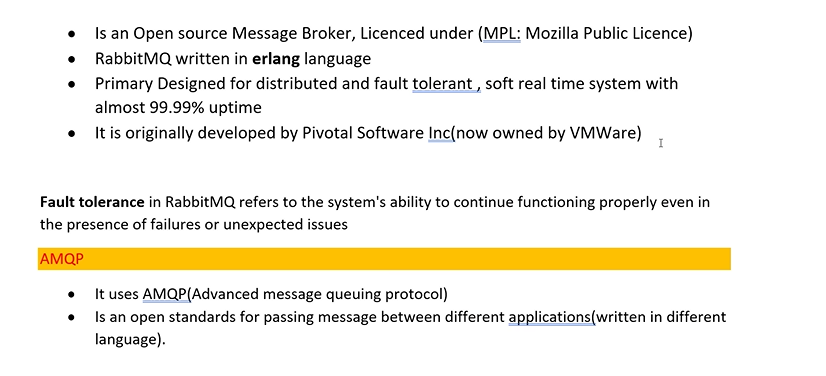 • Is an Open source Message Broker, Licenced under (MPL: Mozilla Public Licence)
• RabbitMQ written in erlang language
• Primary Designed for distributed and fault tolerant , soft real time system with
almost 99.99% uptime
• It is originally developed by Pivotal Software Inc(now owned by VMWare)
Fault tolerance in RabbitMQ refers to the system's ability to continue functioning properly even in
the presence of failures or unexpected issues
AMQP
• It uses AMQP(Advanced message queuing protocol)
• Is an open standards for passing message between different applications(written in different
language).